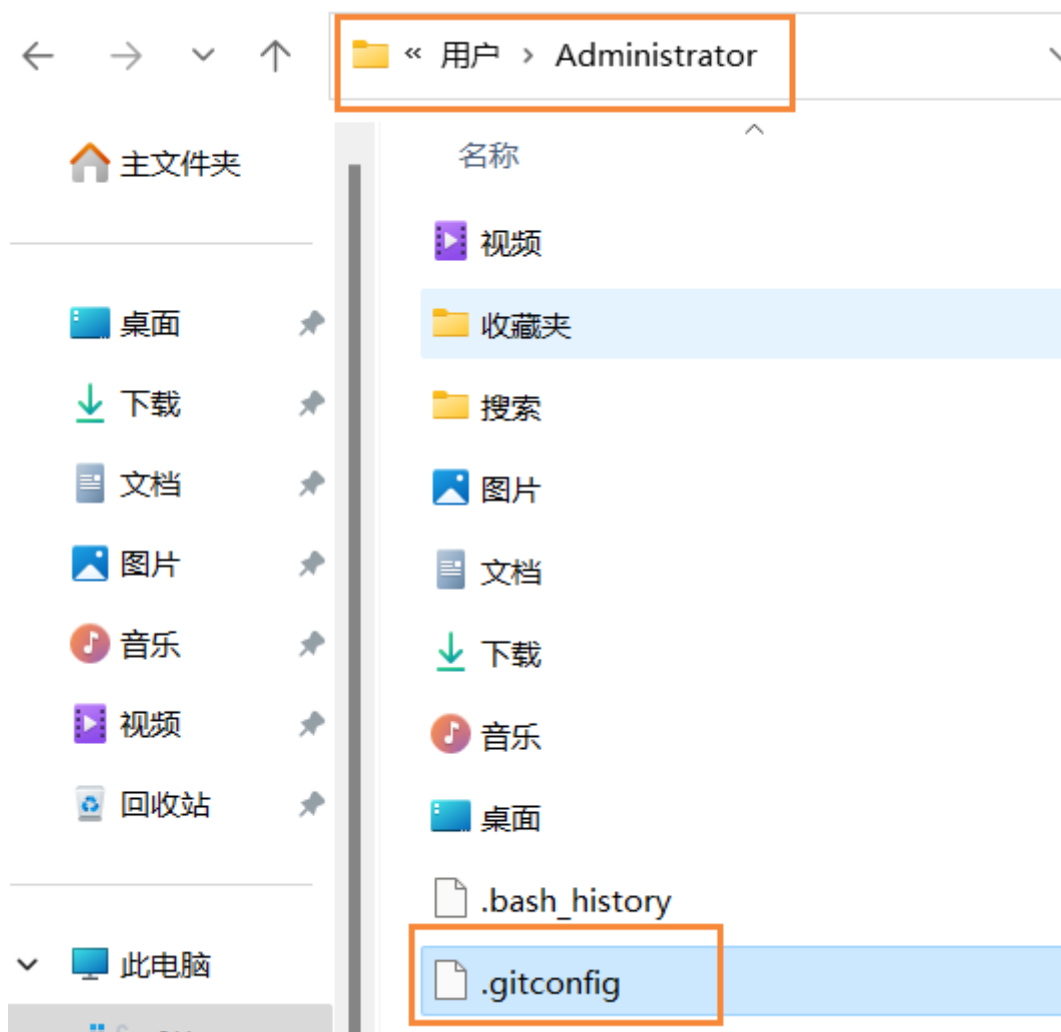 « 用户 › Administrator
主文件夹
桌面
下载
文档
图片
音乐
视频
回收站
此电脑
名称
视频
收藏夹
搜索
图片
文档
下载
音乐
桌面
.bash_history
.gitconfig